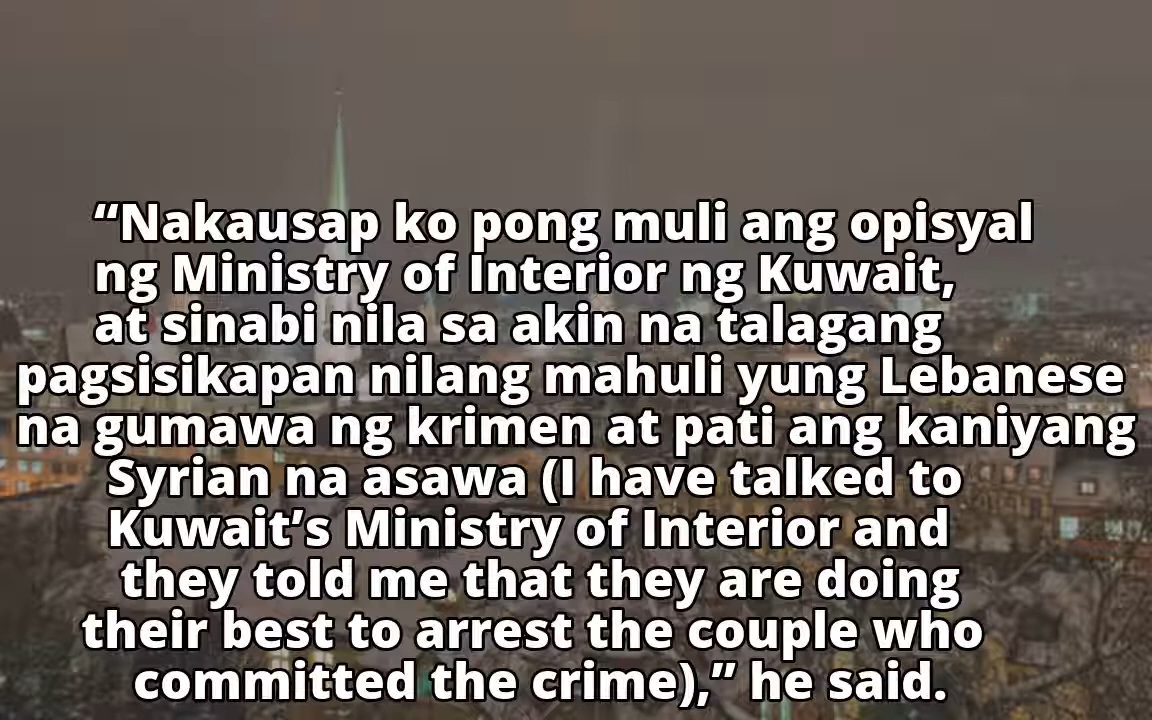 “Nakausap ko pong muli ang opisyal
ng Ministry of Interior ng Kuwait,
at sinabi nila sa akin na talagang
pagsisikapan nilang mahuli yung Lebanese
na gumawa ng krimen at pati ang kaniyang
Syrian na asawa (I have talked to
Kuwait’s Ministry of Interior and
they told me that they are doing
their best to arrest the couple who
committed the crime),” he said.